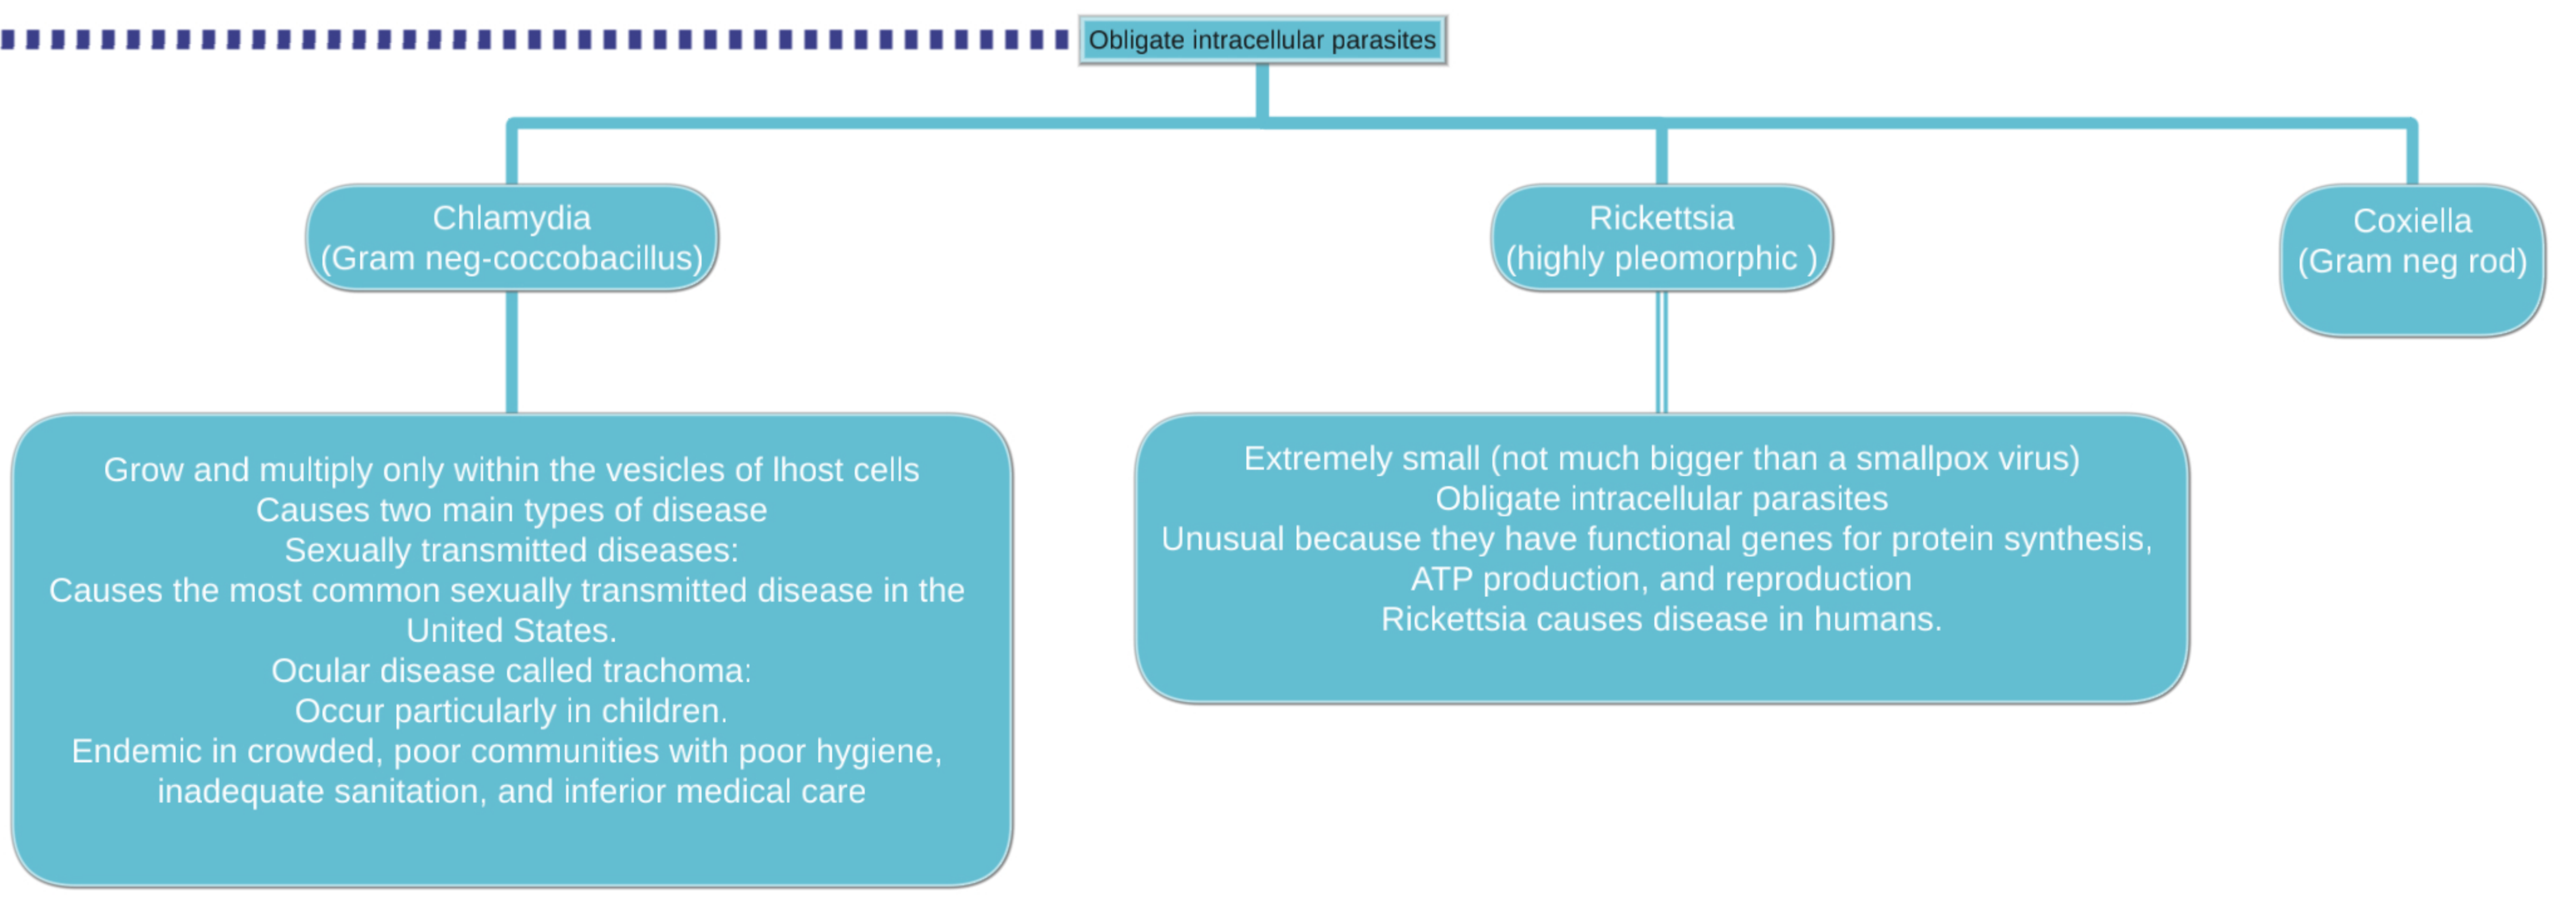 Obligate intracellular parasites
Chlamydia
(Gram neg-coccobacillus)
Rickettsia
(highly pleomorphic )
Coxiella
(Gram neg rod)
Grow and multiply only within the vesicles of lhost cells
Causes two main types of disease
Sexually transmitted diseases:
Causes the most common sexually transmitted disease in the
United States.
Ocular disease called trachoma:
Occur particularly in children.
Endemic in crowded, poor communities with poor hygiene,
inadequate sanitation, and inferior medical care
Extremely small (not much bigger than a smallpox virus)
Obligate intracellular parasites
Unusual because they have functional genes for protein synthesis,
ATP production, and reproduction
Rickettsia causes disease in humans.